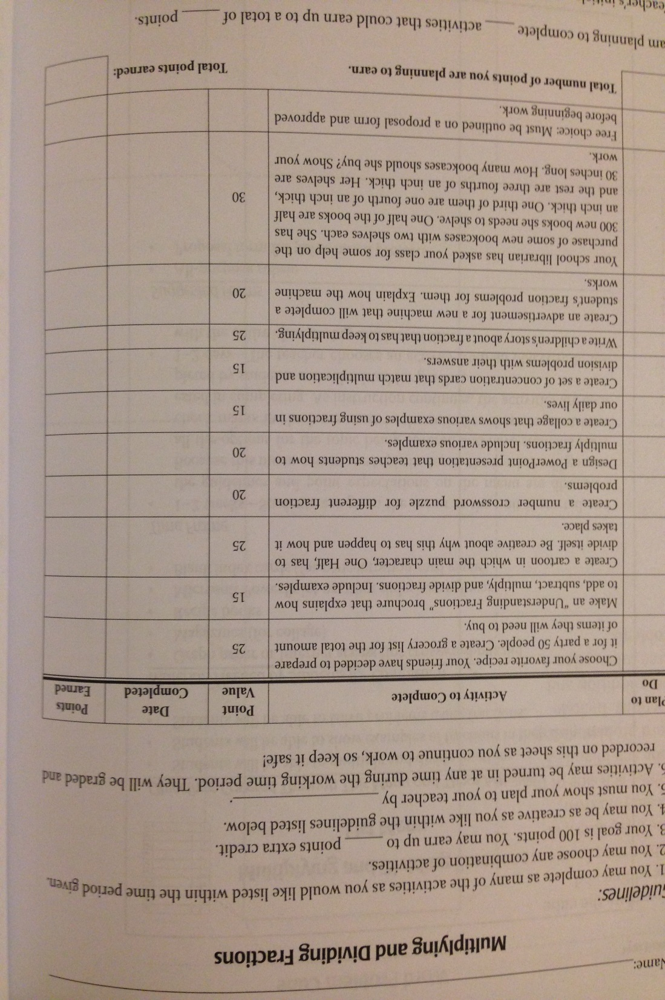 Name:
Multiplying and Dividing Fractions
Guidelines:
1. You may complete as many of the activities as you would like listed within the time period given.
2. You may choose any combination of activities.
3. Your goal is 100 points. You may earn up to _____ points extra credit.
4. You may be as creative as you like within the guidelines listed below.
5. You must show your plan to your teacher by ____________________.
6. Activities may be turned in at any time during the working time period. They will be graded and
recorded on this sheet as you continue to work, so keep it safe!
Plan to Do
Activity to Complete
Point Value
Date Completed
Points Earned
Choose your favorite recipe. Your friends have decided to prepare
it for a party 50 people. Create a grocery list for the total amount
of items they will need to buy.
25
Make an "Understanding Fractions" brochure that explains how
to add, subtract, multiply, and divide fractions. Include examples.
15
Create a cartoon in which the main character, One Half, has to
divide itself. Be creative about why this has to happen and how it
takes place.
25
Create a number crossword puzzle for different fraction
problems.
20
Design a PowerPoint presentation that teaches students how to
multiply fractions. Include various examples.
20
Create a collage that shows various examples of using fractions in
our daily lives.
15
Create a set of concentration cards that match multiplication and
division problems with their answers.
15
Write a children's story about a fraction that has to keep multiplying.
25
Create an advertisement for a new machine that will complete a
student's fraction problems for them. Explain how the machine
works.
20
Your school librarian has asked your class for some help on the
purchase of some new bookcases with two shelves each. She has
300 new books she needs to shelve. One half of the books are half
an inch thick. One third of them are one fourth of an inch thick,
and the rest are three fourths of an inch thick. Her shelves are
30 inches long. How many bookcases should she buy? Show your
work.
30
Free choice: Must be outlined on a proposal form and approved
before beginning work.
Total number of points you are planning to earn.
Total points earned:
am planning to complete _____ activities that could earn up to a total of _____ points.
Teacher's